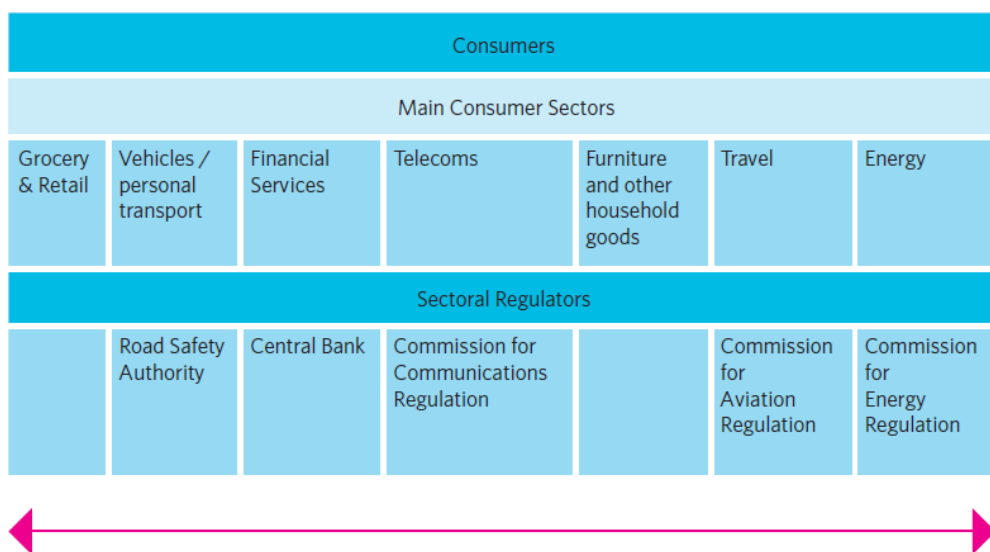 Consumers
Main Consumer Sectors
Grocery
& Retail
Vehicles /
personal
transport
Financial
Services
Telecoms
Furniture
and other
household
goods
Travel
Energy
Sectoral Regulators
Road Safety
Authority
Central Bank
Commission for
Communications
Regulation
Commission
for
Aviation
Regulation
Commission
for
Energy
Regulation